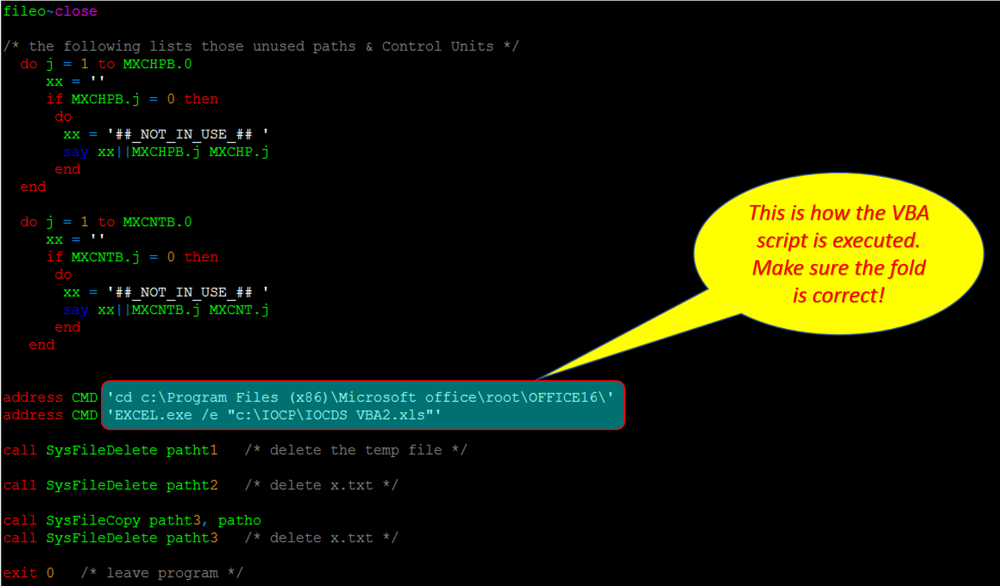 fileo~close
/* the following lists those unused paths & Control Units */
do j = 1 to MXCHPB.0
xx = ''
if MXCHPB.j = 0 then
do
xx = '##_NOT_IN_USE_## '
say xx||MXCHPB.j MXCHP.j
end
end
do j = 1 to MXCNTB.0
xx = ''
if MXCNTB.j = 0 then
do
xx = '##_NOT_IN_USE_## '
say xx||MXCNTB.j MXCNT.j
end
end
This is how the VBA
script is executed.
Make sure the fold
is correct!
address CMD 'cd c:\Program Files (x86)\Microsoft office\root\OFFICE16\'
address CMD 'EXCEL.exe /e "c:\IOCP\IOCDS VBA2.xls"'
call SysFileDelete patht1 /* delete the temp file */
call SysFileDelete patht2 /* delete x.txt */
call SysFileCopy patht3, patho
call SysFileDelete patht3 /* delete x.txt */
exit 0 /* leave program */